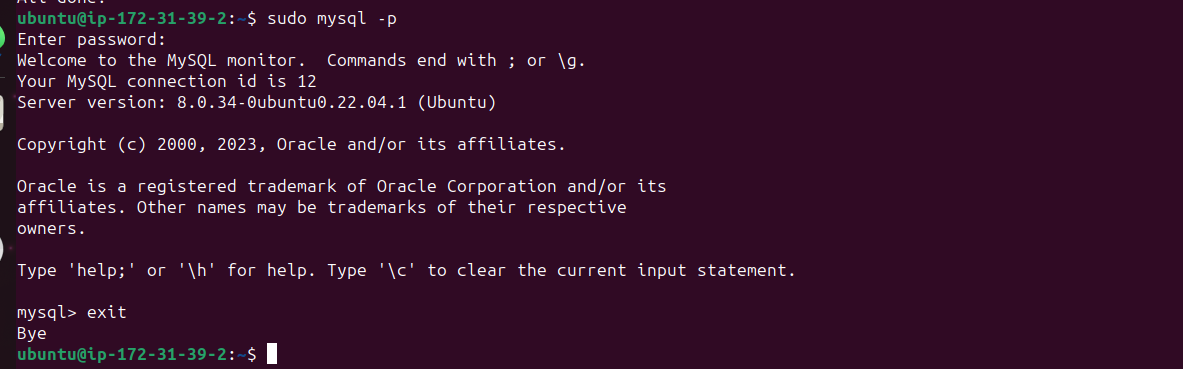 All done!
ubuntu@ip-172-31-39-2:~$ sudo mysql -p
Enter password:
Welcome to the MySQL monitor.  Commands end with ; or \g.
Your MySQL connection id is 12
Server version: 8.0.34-0ubuntu0.22.04.1 (Ubuntu)
Copyright (c) 2000, 2023, Oracle and/or its affiliates.
Oracle is a registered trademark of Oracle Corporation and/or its
affiliates. Other names may be trademarks of their respective
owners.
Type 'help;' or '\h' for help. Type '\c' to clear the current input statement.
mysql> exit
Bye
ubuntu@ip-172-31-39-2:~$